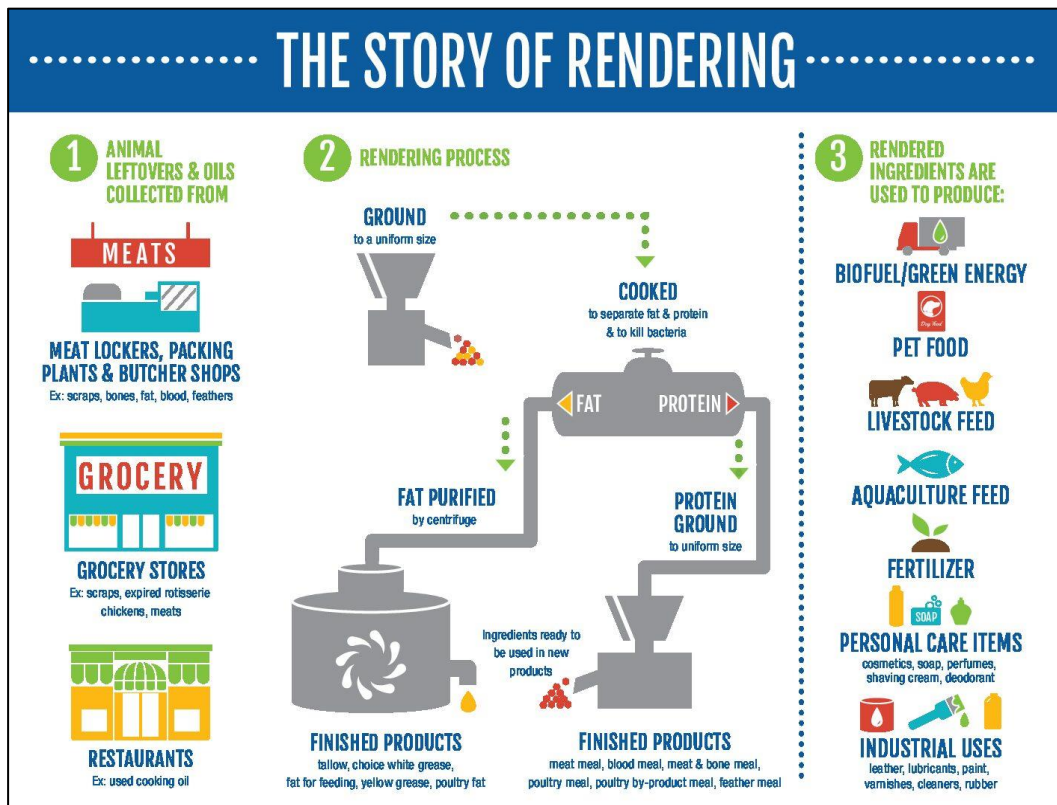 THE STORY OF RENDERING
1
ANIMAL
LEFTOVERS & OILS
COLLECTED FROM
MEATS
MEAT LOCKERS, PACKING
PLANTS & BUTCHER SHOPS
Ex: scraps, bones, fat, blood, feathers
GROCERY
GROCERY STORES
Ex: scraps, expired rotisserie
chickens, meats
RESTAURANTS
Ex: used cooking oil
2
RENDERING PROCESS
GROUND
to a uniform size
COOKED
to separate fat & protein
& to kill bacteria
FAT
PROTEIN
FAT PURIFIED
by centrifuge
PROTEIN
GROUND
to uniform size
Ingredients ready to
be used in new
products
FINISHED PRODUCTS
tallow, choice white grease,
fat for feeding, yellow grease, poultry fat
FINISHED PRODUCTS
meat meal, blood meal, meat & bone meal,
poultry meal, poultry by-product meal, feather meal
3
RENDERED
INGREDIENTS ARE
USED TO PRODUCE:
BIOFUEL/GREEN ENERGY
Dog Food
PET FOOD
LIVESTOCK FEED
AQUACULTURE FEED
FERTILIZER
SOAP
PERSONAL CARE ITEMS
cosmetics, soap, perfumes,
shaving cream, deodorant
INDUSTRIAL USES
leather, lubricants, paint,
varnishes, cleaners, rubber